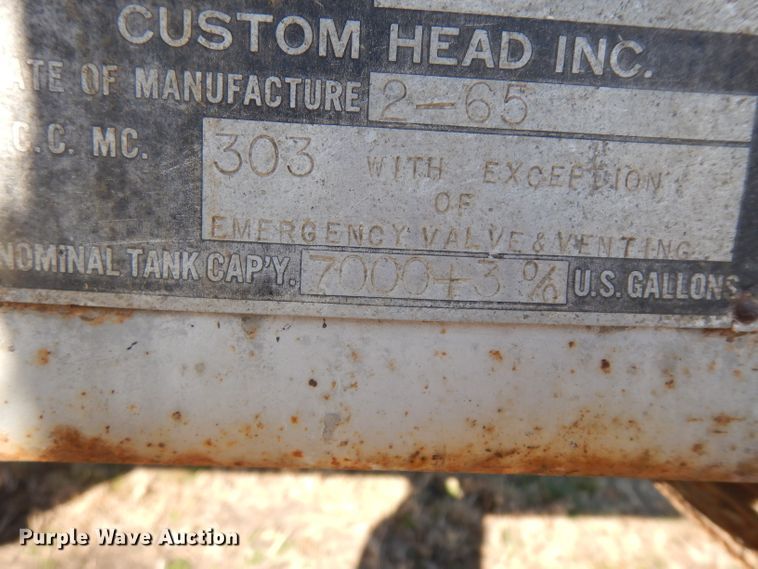 CUSTOM HEAD INC.
ATE OF MANUFACTURE 2-65
.C.C. MC. 303 WITH EXCEPTION
OF
EMERGENCY VALVE & VENTING
NOMINAL TANK CAP'Y. 7000+3% U.S. GALLONS
Purple Wave Auction